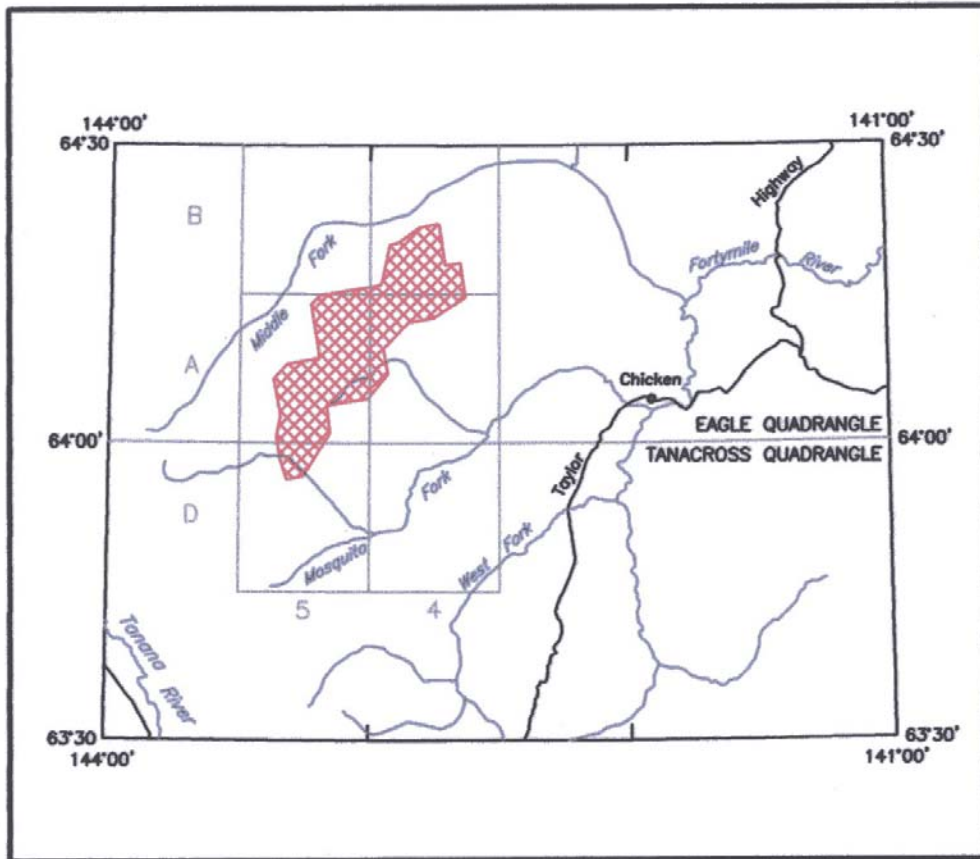 144°00'
141°00'
64°30
64°30'
Highway
B
Fork
Fortymile
River
Middle
A
Chicken
EAGLE QUADRANGLE
64°00'
64°00'
TANACROSS QUADRANGLE
Taylor
Fork
D
West Fork
Mosquito
5
4
Tanana
River
63°30
63°30'
144°00'
141°00'